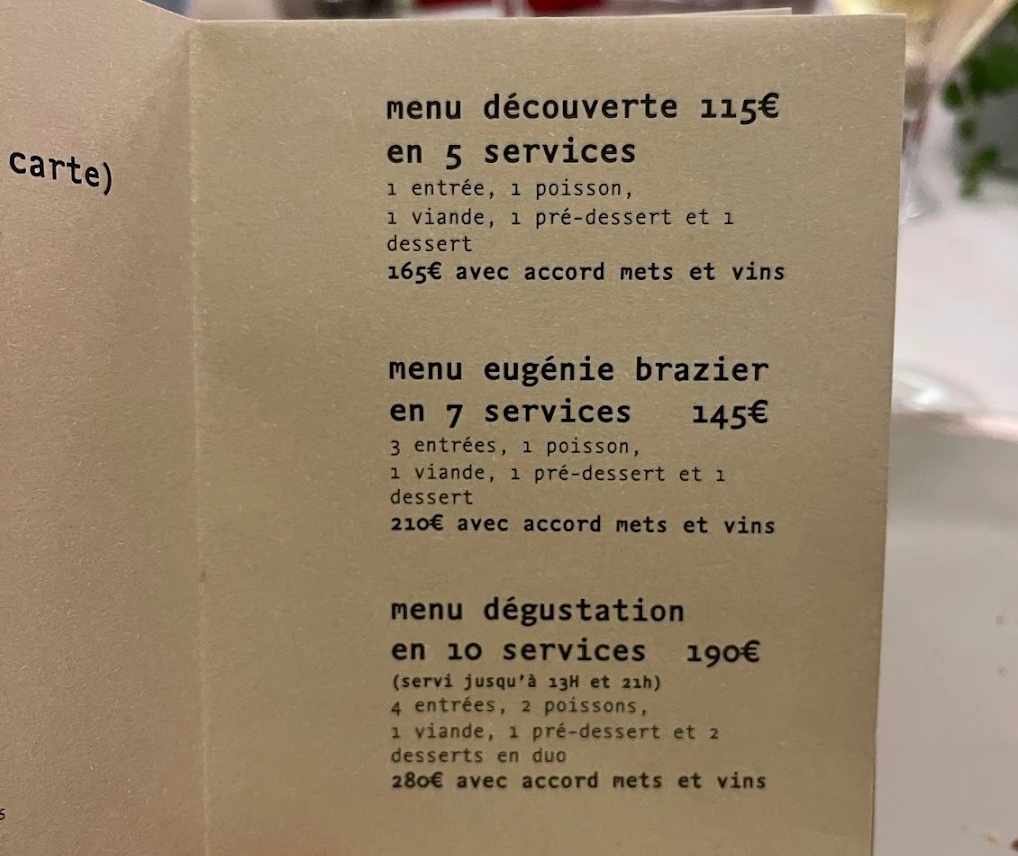 carte)
menu découverte 115€
en 5 services
1 entrée, 1 poisson,
1 viande, 1 pré-dessert et 1
dessert
165€ avec accord mets et vins
menu eugénie brazier
en 7 services 145€
3 entrées, 1 poisson,
1 viande, 1 pré-dessert et 1
dessert
210€ avec accord mets et vins
menu dégustation
en 10 services 190€
(servi jusqu'à 13H et 21h)
4 entrées, 2 poissons,
1 viande, 1 pré-dessert et 2
desserts en duo
280€ avec accord mets et vins